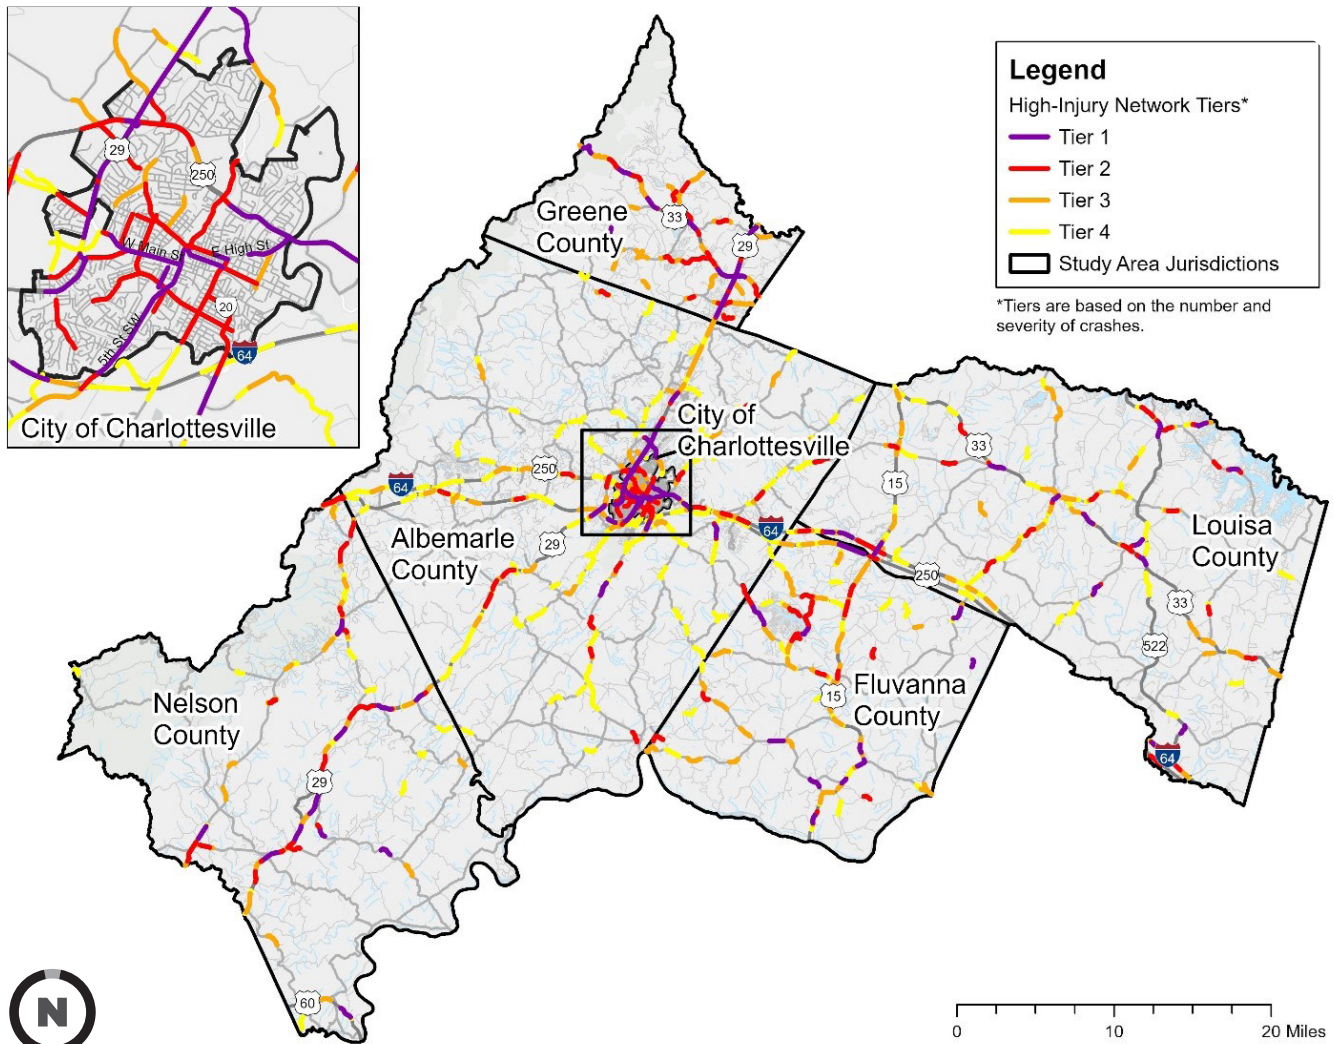 29
250
W Main St
E High St
20
5th St SW
64
City of Charlottesville
Legend
High-Injury Network Tiers*
Tier 1
Tier 2
Tier 3
Tier 4
Study Area Jurisdictions
*Tiers are based on the number and
severity of crashes.
Greene
County
33
29
City of
Charlottesville
250
64
Albemarle
County
29
64
33
15
250
Louisa
County
33
522
Fluvanna
County
15
64
Nelson
County
29
60
N
0 10 20 Miles